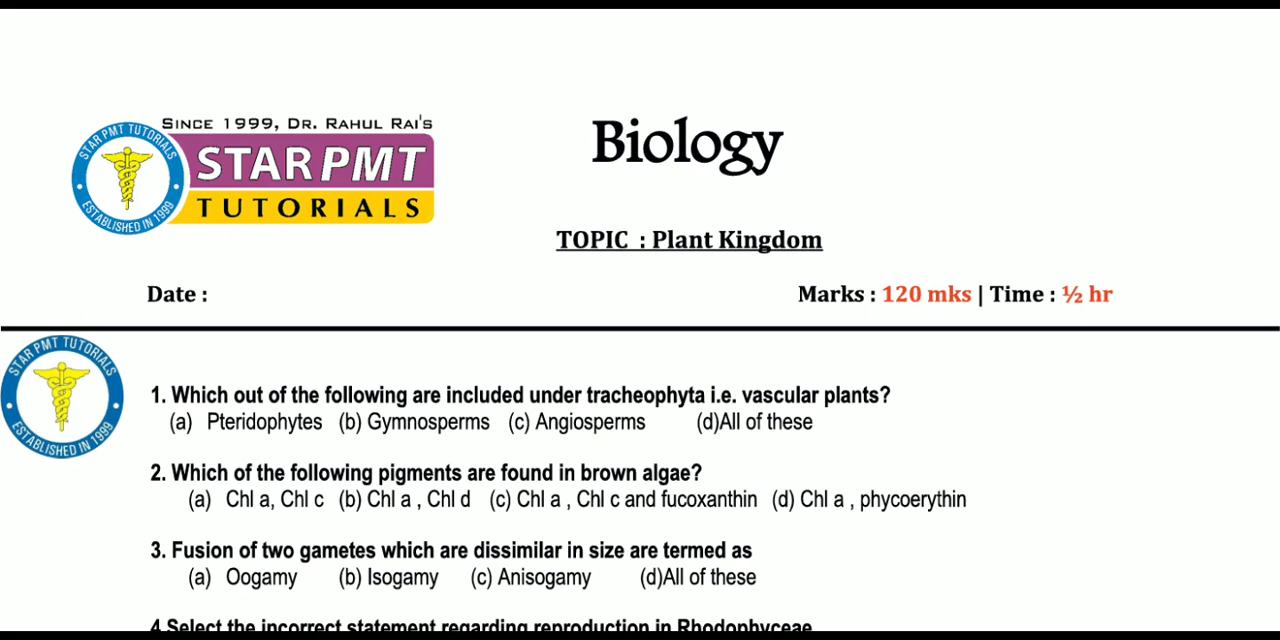 SINCE 1999, DR. RAHUL RAI'S
STAR PMT TUTORIALS
ESTABLISHED IN 1999
STAR PMT
TUTORIALS
Biology
TOPIC : Plant Kingdom
Date :
Marks : 120 mks | Time : ½ hr
STAR PMT TUTORIALS
ESTABLISHED IN 1999
1. Which out of the following are included under tracheophyta i.e. vascular plants?
(a) Pteridophytes (b) Gymnosperms (c) Angiosperms (d)All of these
2. Which of the following pigments are found in brown algae?
(a) Chl a, Chl c (b) Chl a , Chl d (c) Chl a , Chl c and fucoxanthin (d) Chl a , phycoerythin
3. Fusion of two gametes which are dissimilar in size are termed as
(a) Oogamy (b) Isogamy (c) Anisogamy (d)All of these
4.Select the incorrect statement regarding reproduction in Rhodophyceae